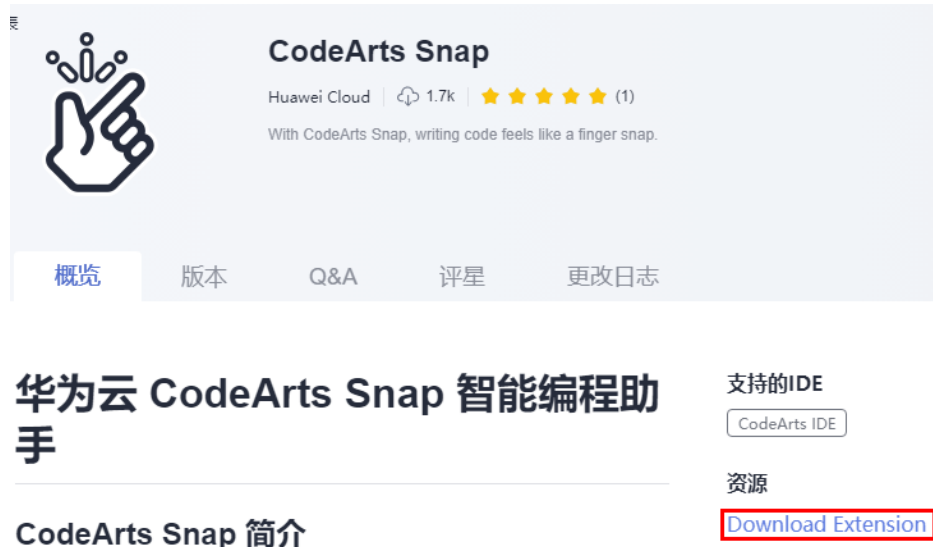 CodeArts Snap
Huawei Cloud 1.7k (1)
With CodeArts Snap, writing code feels like a finger snap.
概览 版本 Q&A 评星 更改日志
华为云 CodeArts Snap 智能编程助
手
CodeArts Snap 简介
支持的IDE
CodeArts IDE
资源
Download Extension